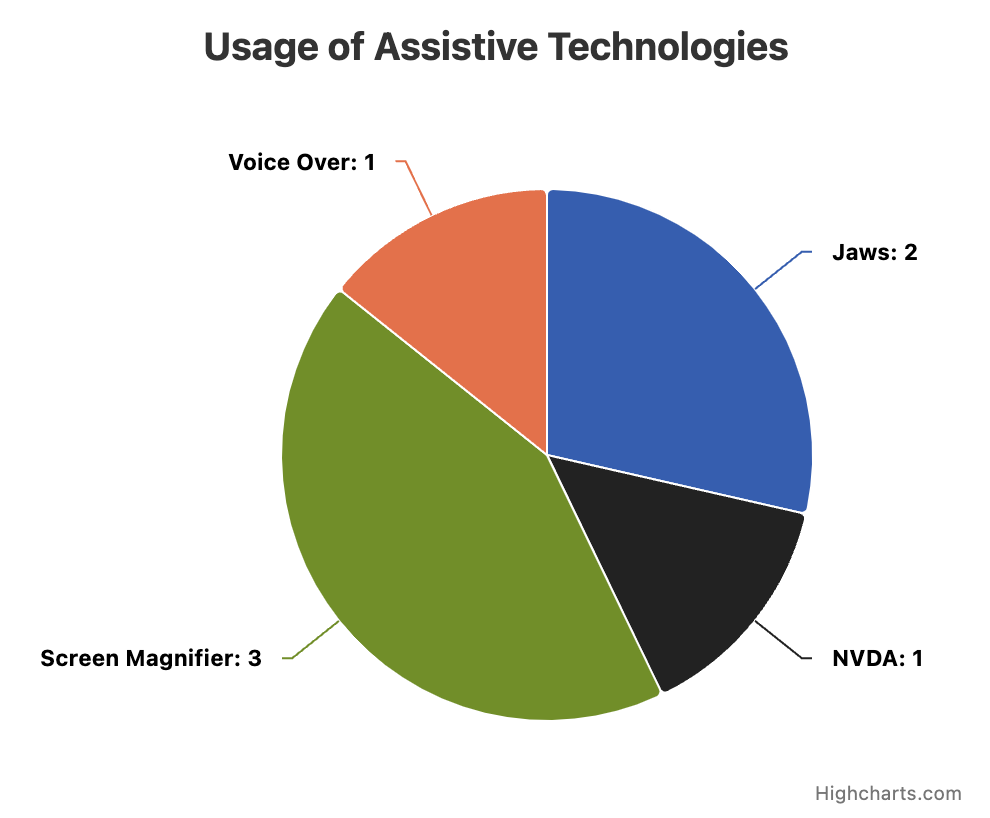 Usage of Assistive Technologies
Voice Over: 1
Jaws: 2
Screen Magnifier: 3
NVDA: 1
Highcharts.com